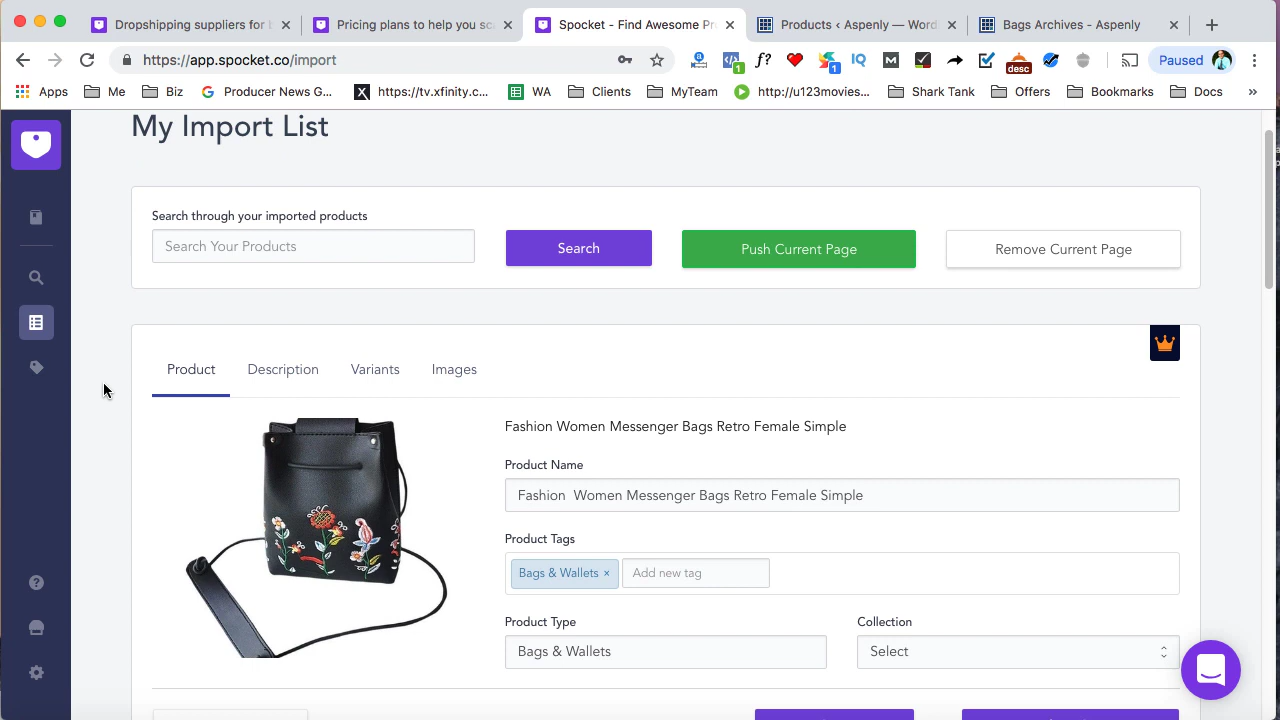 Dropshipping suppliers for b
Pricing plans to help you sc
Spocket - Find Awesome Pr
Products ‹ Aspenly — Word
Bags Archives - Aspenly
https://app.spocket.co/import
1
f?
1
IQ
M
desc
Paused
Apps
Me
Biz
Producer News G...
https://tv.xfinity.c...
WA
Clients
MyTeam
http://u123movies...
Shark Tank
Offers
Bookmarks
Docs
»
My Import List
Search through your imported products
Search Your Products
Search
Push Current Page
Remove Current Page
Product
Description
Variants
Images
Fashion Women Messenger Bags Retro Female Simple
Product Name
Fashion  Women Messenger Bags Retro Female Simple
Product Tags
Bags & Wallets ×
Add new tag
Product Type
Collection
Bags & Wallets
Select